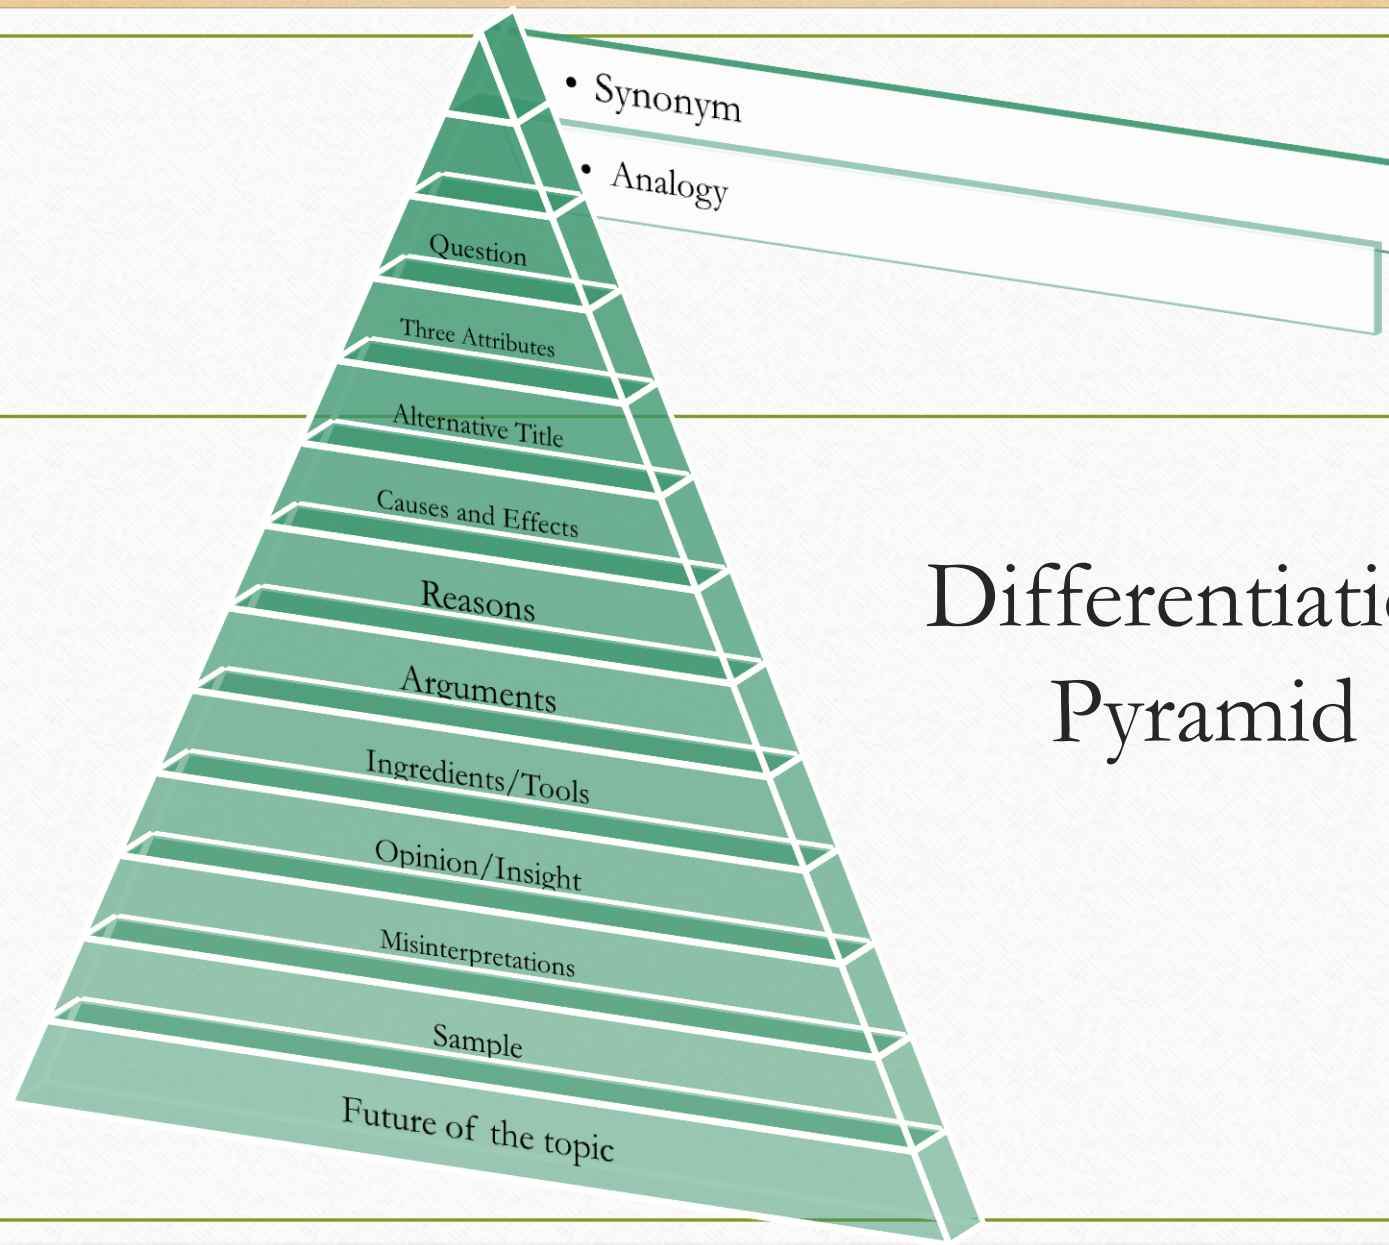 • Synonym
• Analogy
Question
Three Attributes
Alternative Title
Causes and Effects
Reasons
Arguments
Ingredients/Tools
Opinion/Insight
Misinterpretations
Sample
Future of the topic
Differentiatio
Pyramid